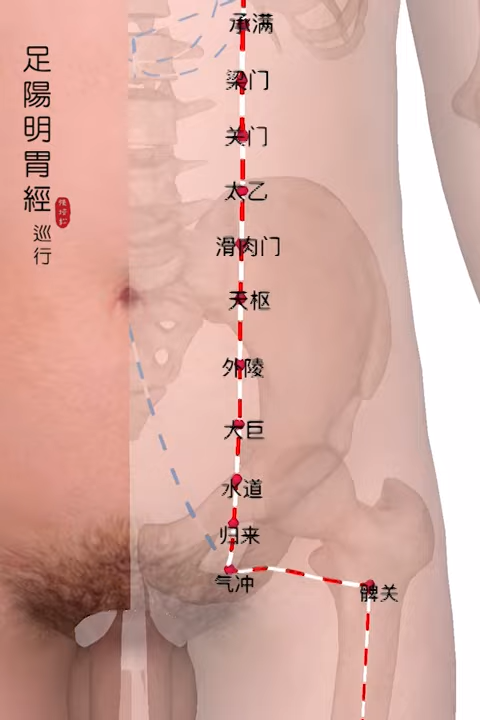 足陽明胃經
巡行
承满
梁门
关门
太乙
滑肉门
天枢
外陵
大巨
水道
归来
气冲
髀关